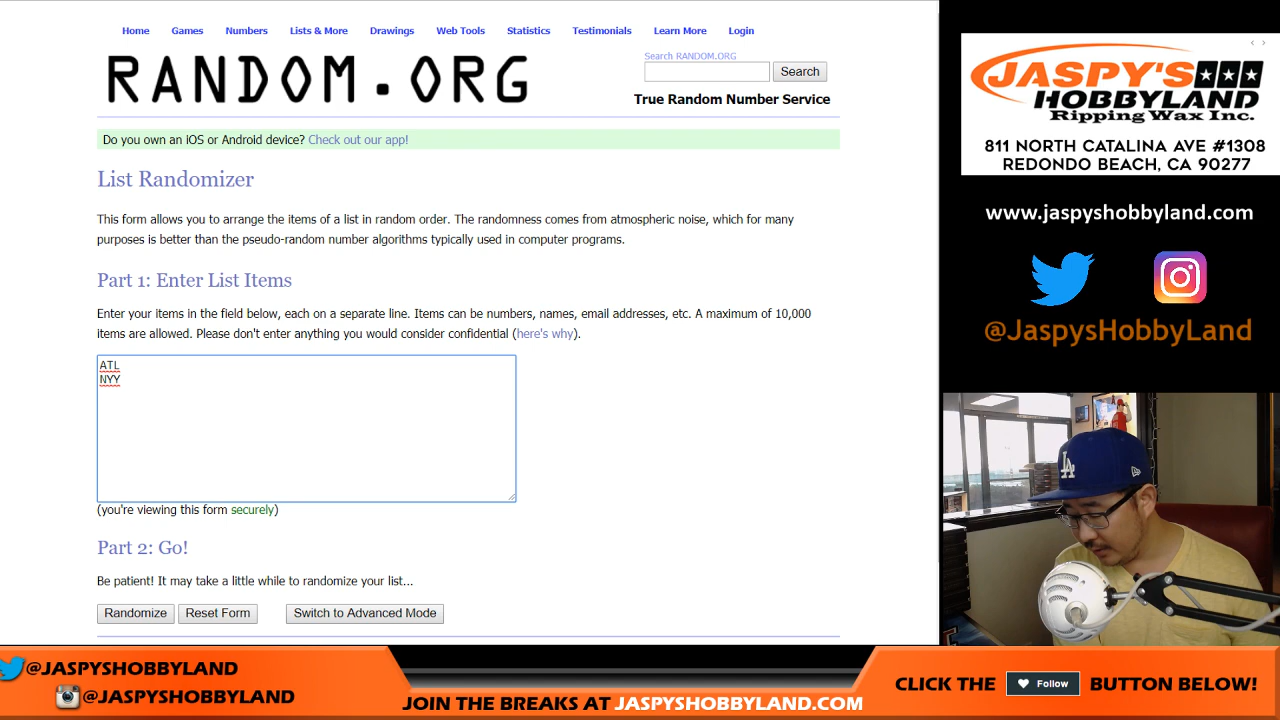 Home Games Numbers Lists & More Drawings Web Tools Statistics Testimonials Learn More Login
RANDOM.ORG
Search RANDOM.ORG
Search
True Random Number Service
Do you own an iOS or Android device? Check out our app!
List Randomizer
This form allows you to arrange the items of a list in random order. The randomness comes from atmospheric noise, which for many
purposes is better than the pseudo-random number algorithms typically used in computer programs.
Part 1: Enter List Items
Enter your items in the field below, each on a separate line. Items can be numbers, names, email addresses, etc. A maximum of 10,000
items are allowed. Please don't enter anything you would consider confidential (here's why).
ATL
NYY
(you're viewing this form securely)
Part 2: Go!
Be patient! It may take a little while to randomize your list...
Randomize Reset Form Switch to Advanced Mode
JASPY'S
HOBBYLAND
Ripping Wax Inc.
811 NORTH CATALINA AVE #1308
REDONDO BEACH, CA 90277
www.jaspyshobbyland.com
@JaspysHobbyLand
LA
@JASPYSHOBBYLAND
@JASPYSHOBBYLAND
JOIN THE BREAKS AT JASPYSHOBBYLAND.COM
CLICK THE Follow BUTTON BELOW!